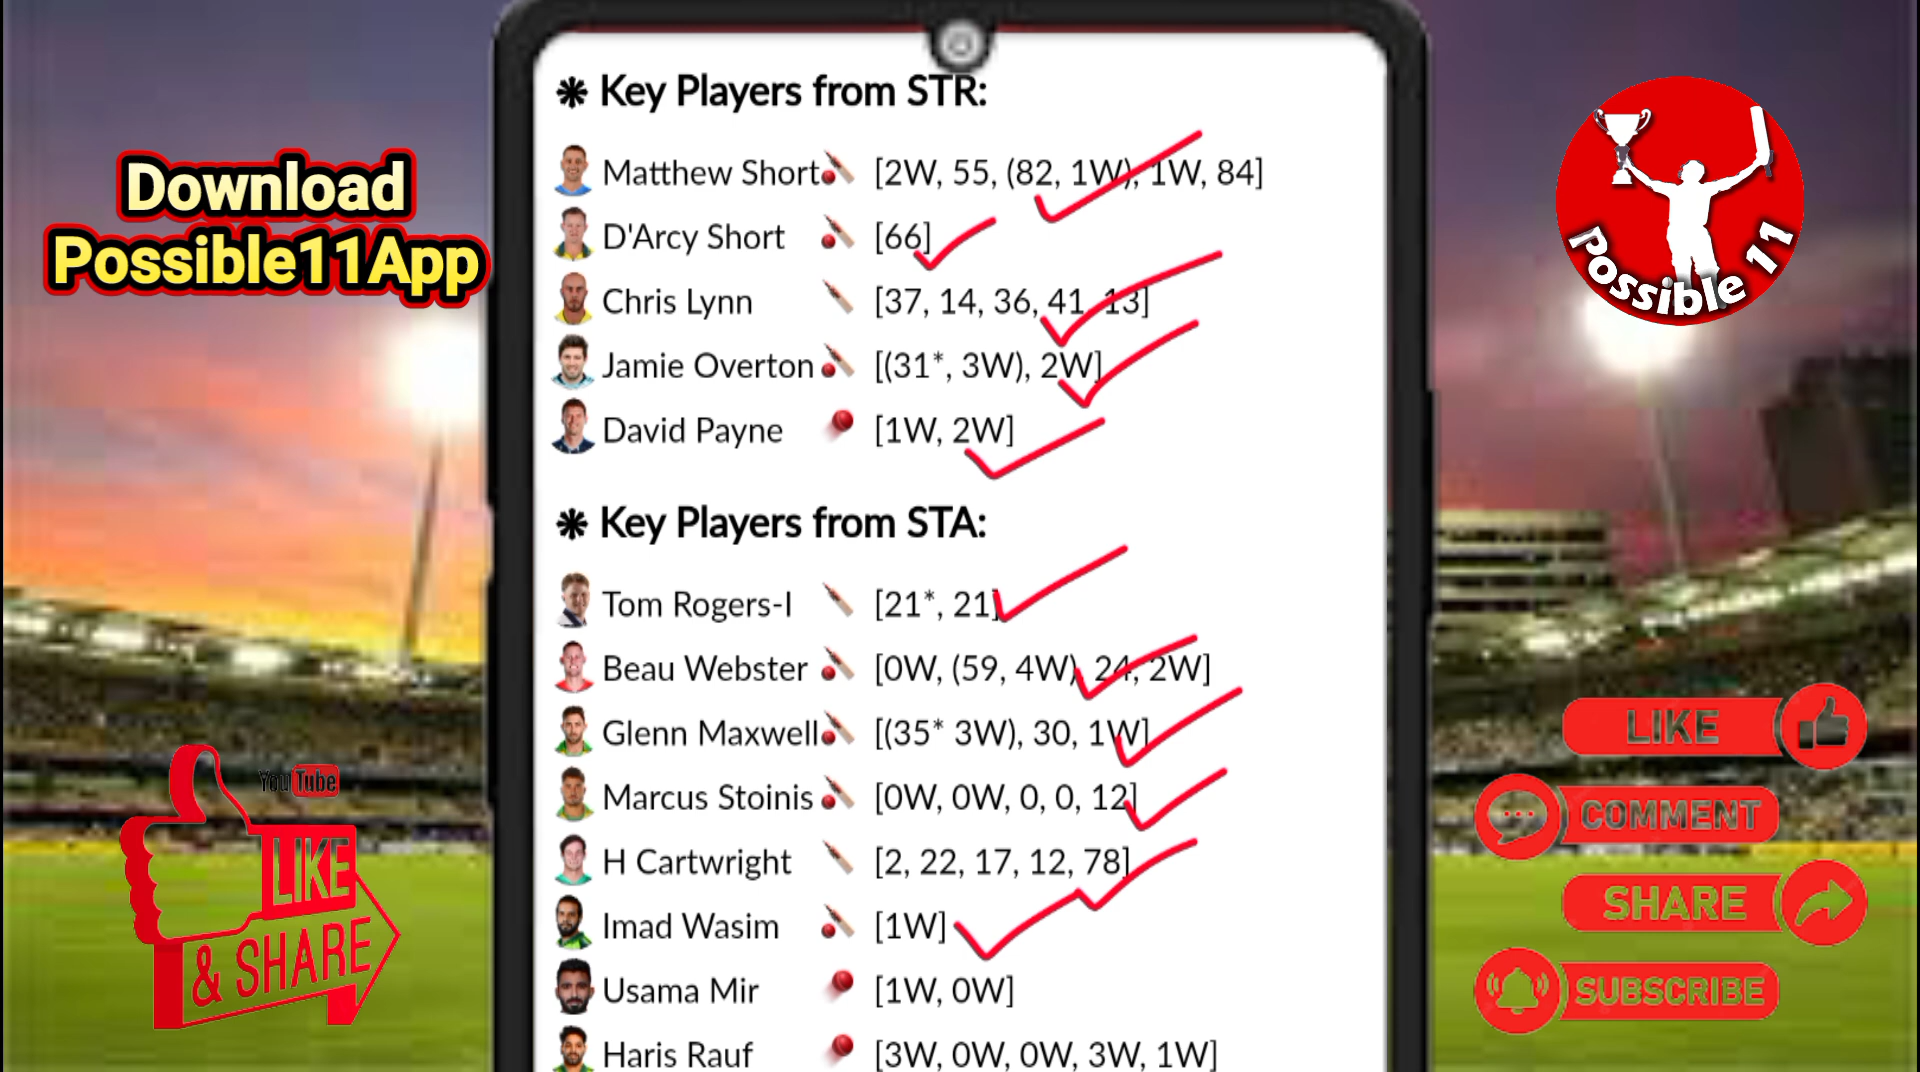 Download
Possible11App
* Key Players from STR:
Matthew Short [2W, 55, (82, 1W), 1W, 84]
D'Arcy Short [66]
Chris Lynn [37, 14, 36, 41, 13]
Jamie Overton [(31*, 3W), 2W]
David Payne [1W, 2W]
* Key Players from STA:
Tom Rogers-I [21*, 21]
Beau Webster [0W, (59, 4W), 24, 2W]
Glenn Maxwell [(35* 3W), 30, 1W]
Marcus Stoinis [0W, 0W, 0, 0, 12]
H Cartwright [2, 22, 17, 12, 78]
Imad Wasim [1W]
Usama Mir [1W, 0W]
Haris Rauf [3W, 0W, 0W, 3W, 1W]
Possible 11
YouTube
LIKE
& SHARE
LIKE
COMMENT
SHARE
SUBSCRIBE